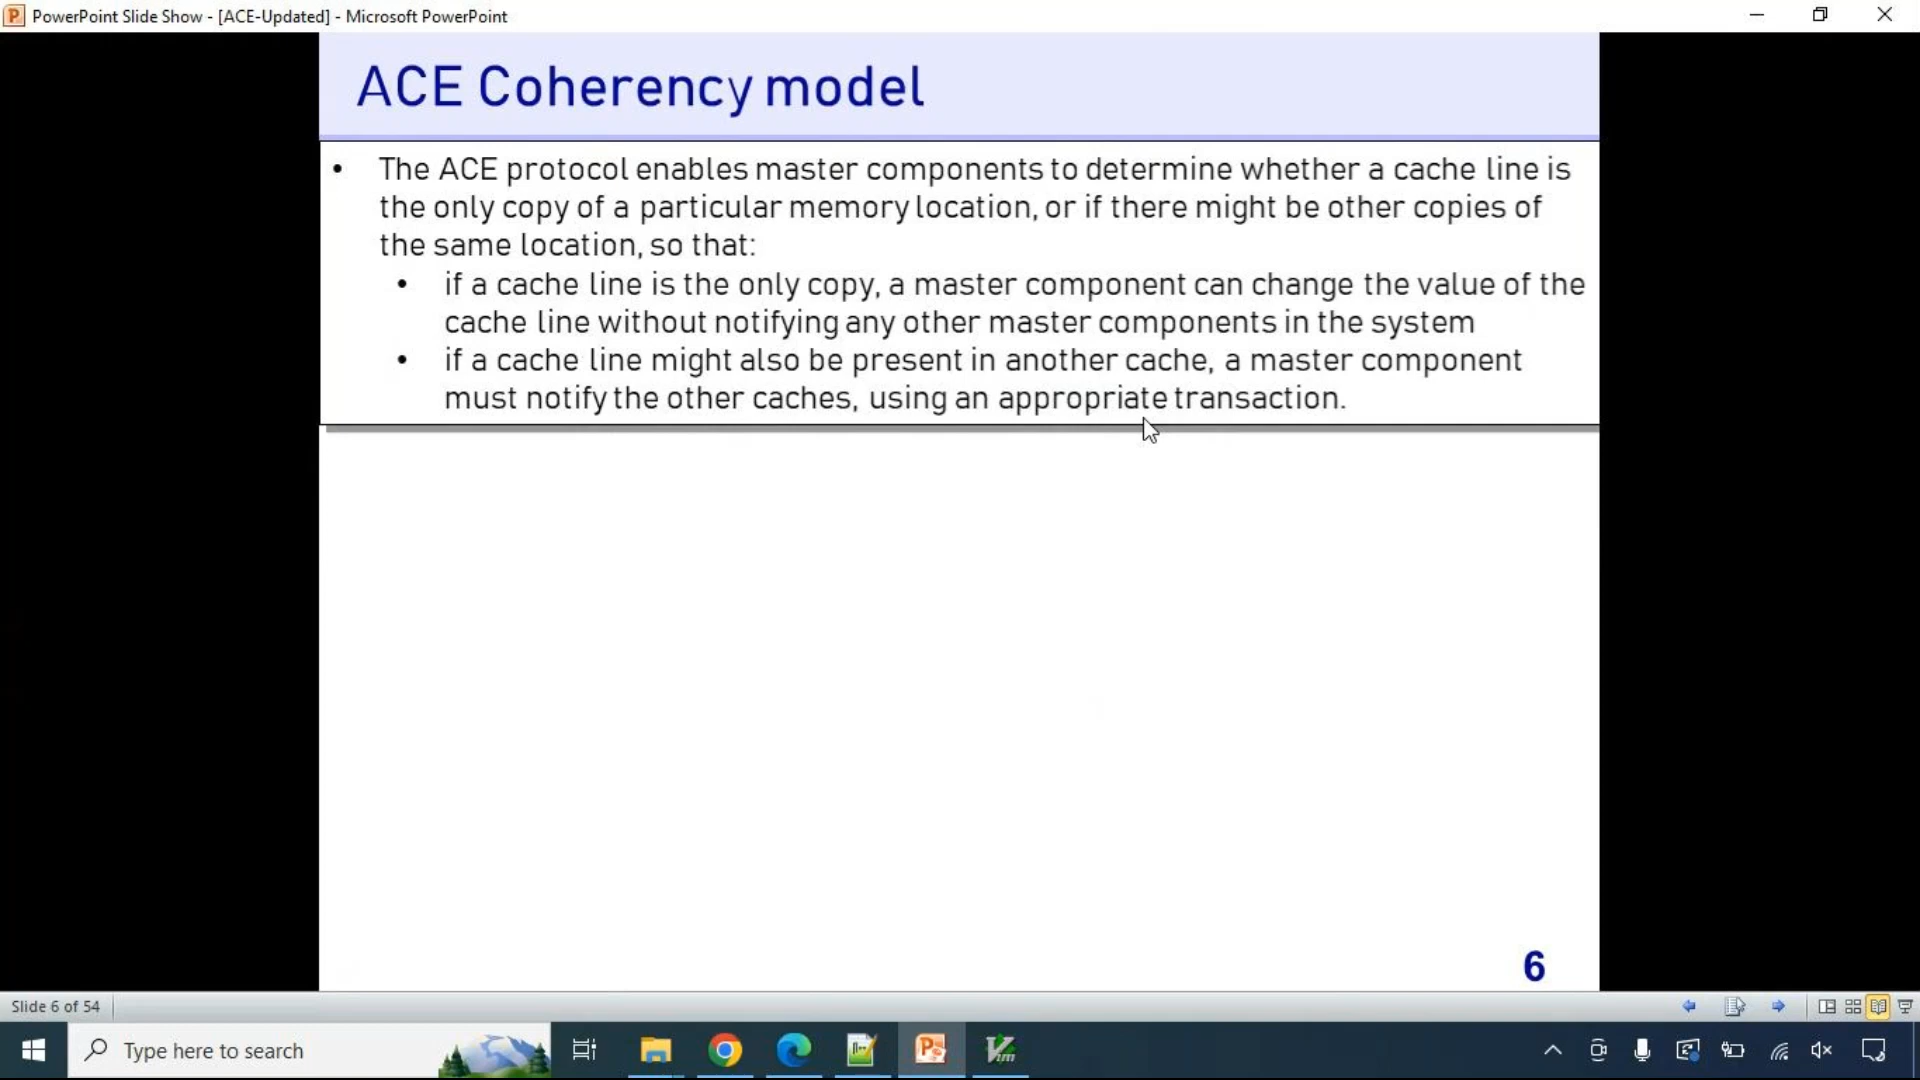 PowerPoint Slide Show - [ACE-Updated] - Microsoft PowerPoint
ACE Coherency model
• The ACE protocol enables master components to determine whether a cache line is
the only copy of a particular memory location, or if there might be other copies of
the same location, so that:
• if a cache line is the only copy, a master component can change the value of the
cache line without notifying any other master components in the system
• if a cache line might also be present in another cache, a master component
must notify the other caches, using an appropriate transaction.
6
Slide 6 of 54
Type here to search